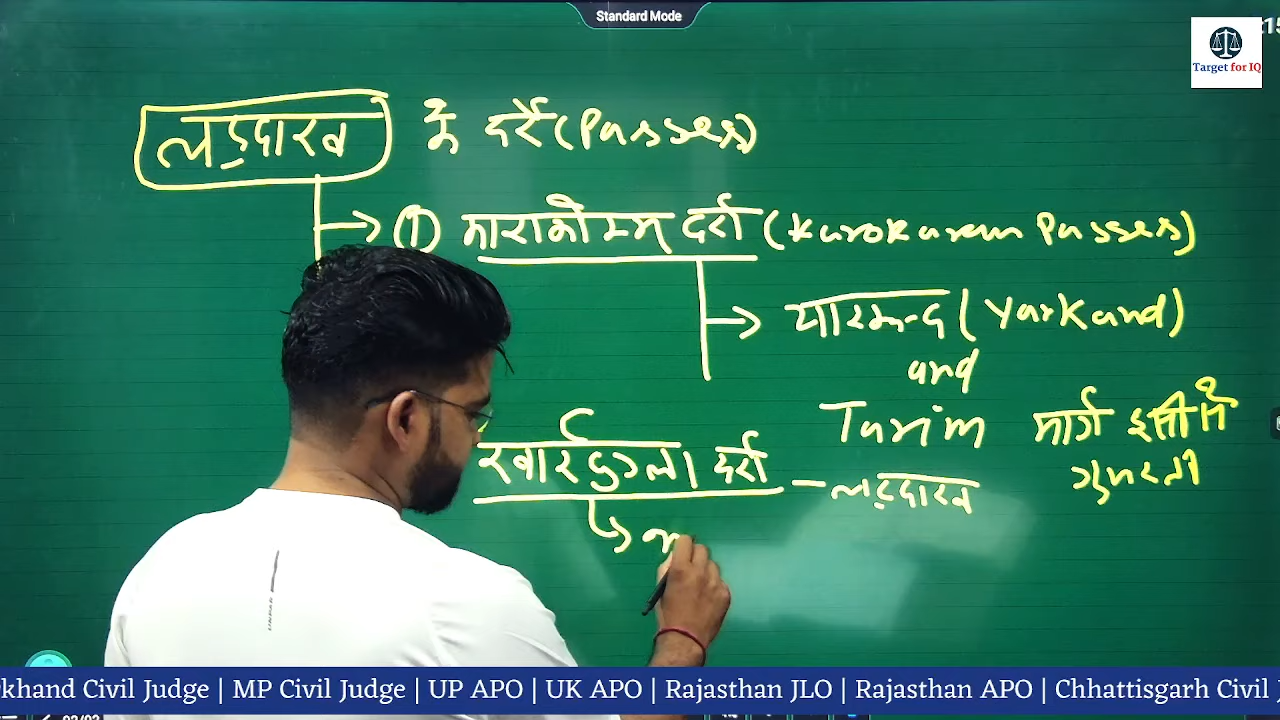 Standard Mode
Target for IQ
लद्दाख के दर्रे (Passes)
① काराकोरम दर्रा (Karokaram Passes)
यारकन्द (Yarkand)
and
Tarim मार्ग इसी से
गुजरती
खारदुंगला दर्रा - लद्दाख
khand Civil Judge | MP Civil Judge | UP APO | UK APO | Rajasthan JLO | Rajasthan APO | Chhattisgarh Civil J